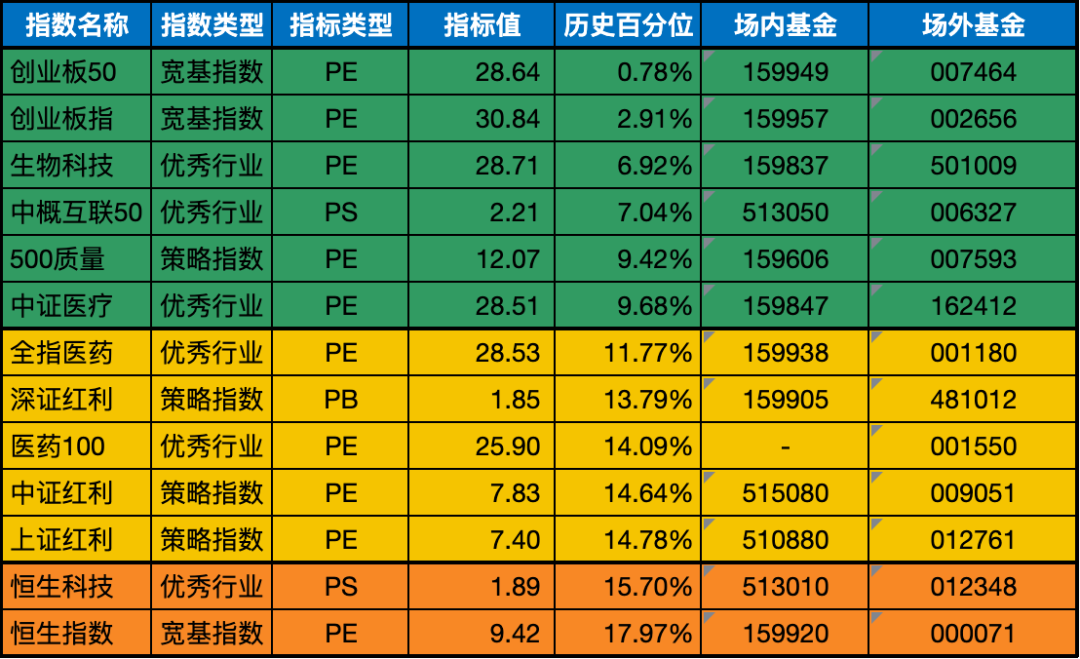 指数名称 指数类型 指标类型 指标值 历史百分位 场内基金 场外基金
创业板50 宽基指数 PE 28.64 0.78% 159949 007464
创业板指 宽基指数 PE 30.84 2.91% 159957 002656
生物科技 优秀行业 PE 28.71 6.92% 159837 501009
中概互联50 优秀行业 PS 2.21 7.04% 513050 006327
500质量 策略指数 PE 12.07 9.42% 159606 007593
中证医疗 优秀行业 PE 28.51 9.68% 159847 162412
全指医药 优秀行业 PE 28.53 11.77% 159938 001180
深证红利 策略指数 PB 1.85 13.79% 159905 481012
医药100 优秀行业 PE 25.90 14.09% - 001550
中证红利 策略指数 PE 7.83 14.64% 515080 009051
上证红利 策略指数 PE 7.40 14.78% 510880 012761
恒生科技 优秀行业 PS 1.89 15.70% 513010 012348
恒生指数 宽基指数 PE 9.42 17.97% 159920 000071